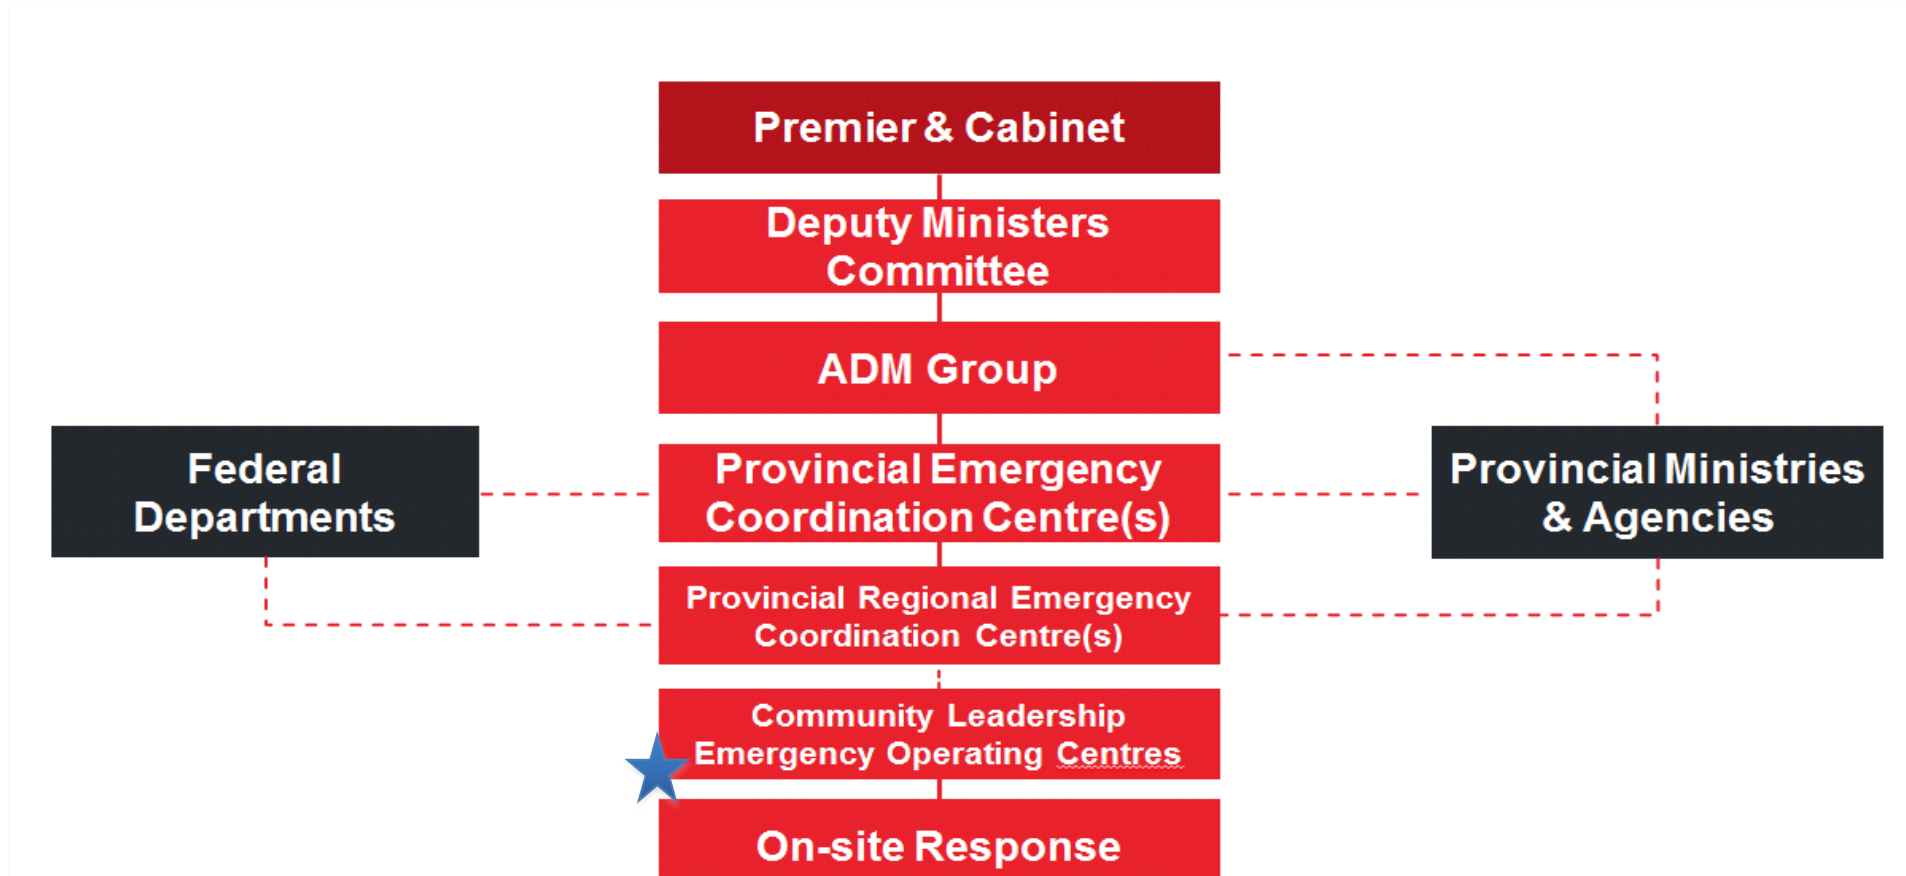 Premier & Cabinet
Deputy Ministers
Committee
ADM Group
Federal
Departments
Provincial Emergency
Coordination Centre(s)
Provincial Ministries
& Agencies
Provincial Regional Emergency
Coordination Centre(s)
Community Leadership
Emergency Operating Centres
On-site Response